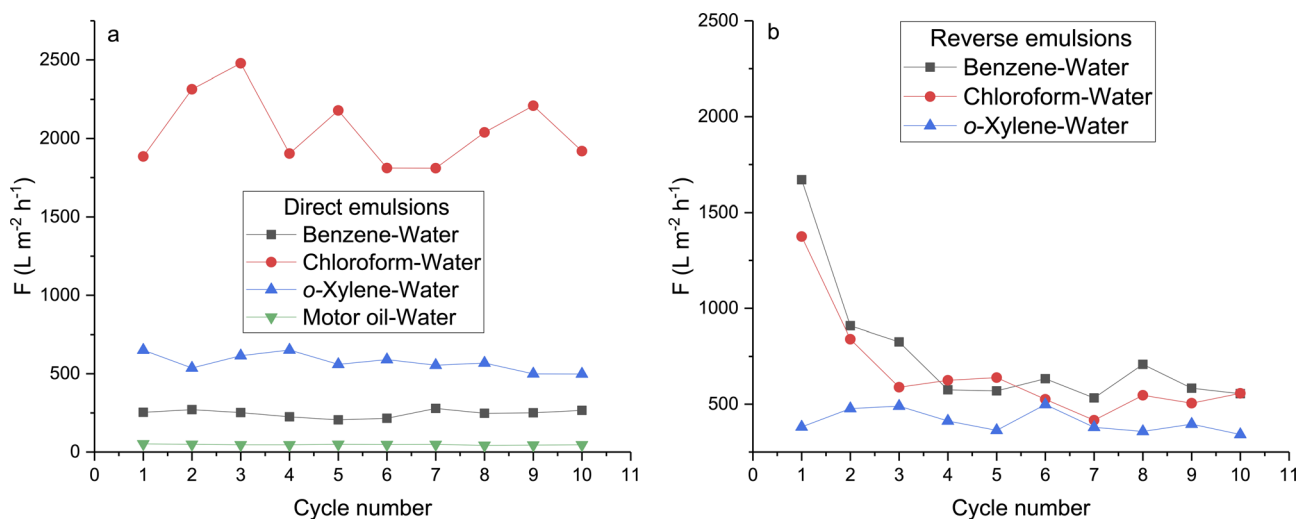 a
2500
2000
1500
1000
500
0
F (L m⁻² h⁻¹)
Direct emulsions
Benzene-Water
Chloroform-Water
o-Xylene-Water
Motor oil-Water
0 1 2 3 4 5 6 7 8 9 10 11
Cycle number
b
2500
2000
1500
1000
500
F (L m⁻² h⁻¹)
Reverse emulsions
Benzene-Water
Chloroform-Water
o-Xylene-Water
0 1 2 3 4 5 6 7 8 9 10 11
Cycle number